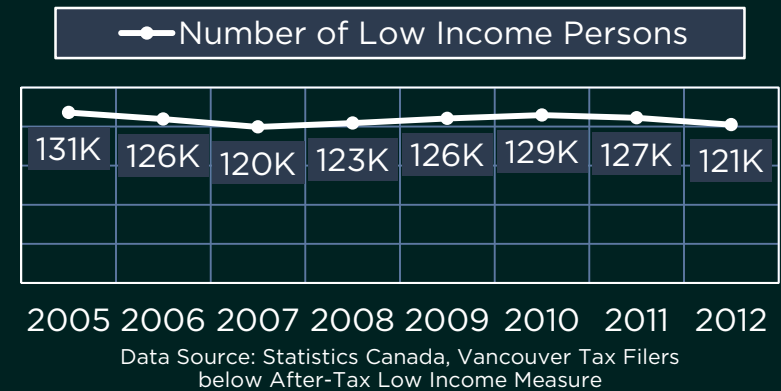 Number of Low Income Persons
131K 126K 120K 123K 126K 129K 127K 121K
2005 2006 2007 2008 2009 2010 2011 2012
Data Source: Statistics Canada, Vancouver Tax Filers
below After-Tax Low Income Measure